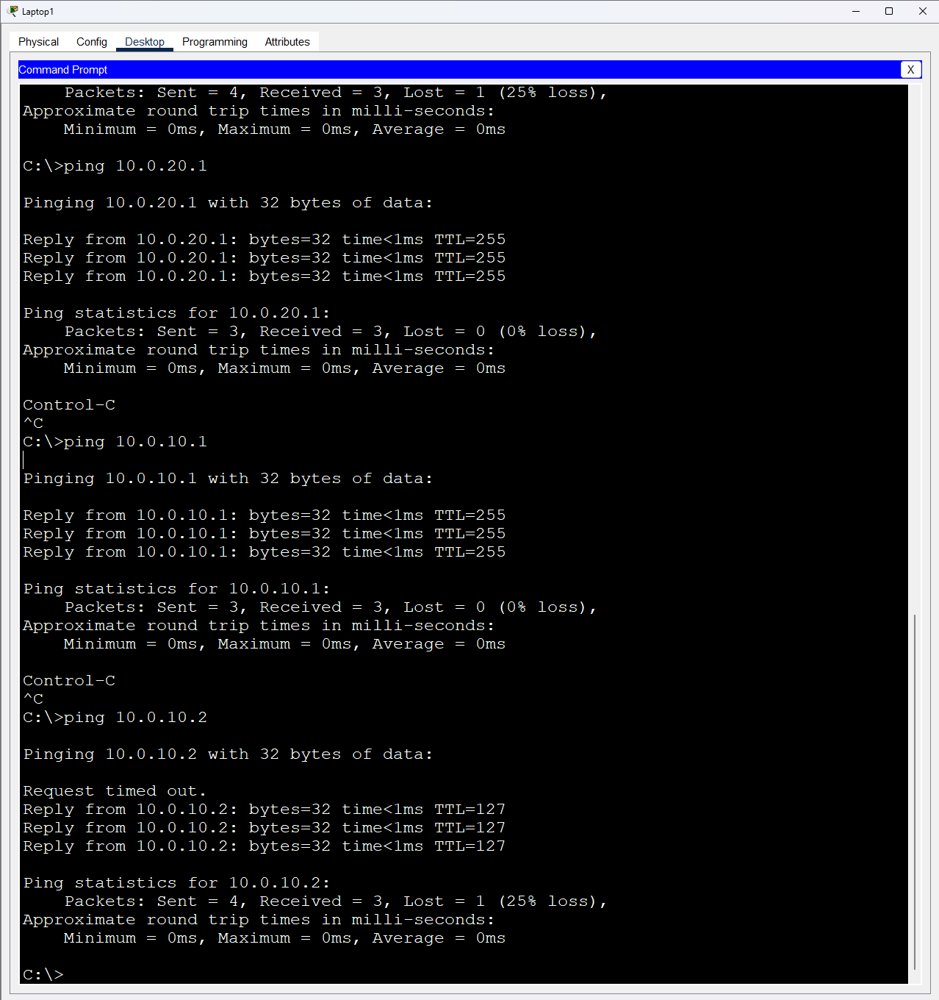 Laptop1
Physical Config Desktop Programming Attributes
Command Prompt X
Packets: Sent = 4, Received = 3, Lost = 1 (25% loss),
Approximate round trip times in milli-seconds:
Minimum = 0ms, Maximum = 0ms, Average = 0ms
C:\>ping 10.0.20.1
Pinging 10.0.20.1 with 32 bytes of data:
Reply from 10.0.20.1: bytes=32 time<1ms TTL=255
Reply from 10.0.20.1: bytes=32 time<1ms TTL=255
Reply from 10.0.20.1: bytes=32 time<1ms TTL=255
Ping statistics for 10.0.20.1:
Packets: Sent = 3, Received = 3, Lost = 0 (0% loss),
Approximate round trip times in milli-seconds:
Minimum = 0ms, Maximum = 0ms, Average = 0ms
Control-C
^C
C:\>ping 10.0.10.1
Pinging 10.0.10.1 with 32 bytes of data:
Reply from 10.0.10.1: bytes=32 time<1ms TTL=255
Reply from 10.0.10.1: bytes=32 time<1ms TTL=255
Reply from 10.0.10.1: bytes=32 time<1ms TTL=255
Ping statistics for 10.0.10.1:
Packets: Sent = 3, Received = 3, Lost = 0 (0% loss),
Approximate round trip times in milli-seconds:
Minimum = 0ms, Maximum = 0ms, Average = 0ms
Control-C
^C
C:\>ping 10.0.10.2
Pinging 10.0.10.2 with 32 bytes of data:
Request timed out.
Reply from 10.0.10.2: bytes=32 time<1ms TTL=127
Reply from 10.0.10.2: bytes=32 time<1ms TTL=127
Reply from 10.0.10.2: bytes=32 time<1ms TTL=127
Ping statistics for 10.0.10.2:
Packets: Sent = 4, Received = 3, Lost = 1 (25% loss),
Approximate round trip times in milli-seconds:
Minimum = 0ms, Maximum = 0ms, Average = 0ms
C:\>